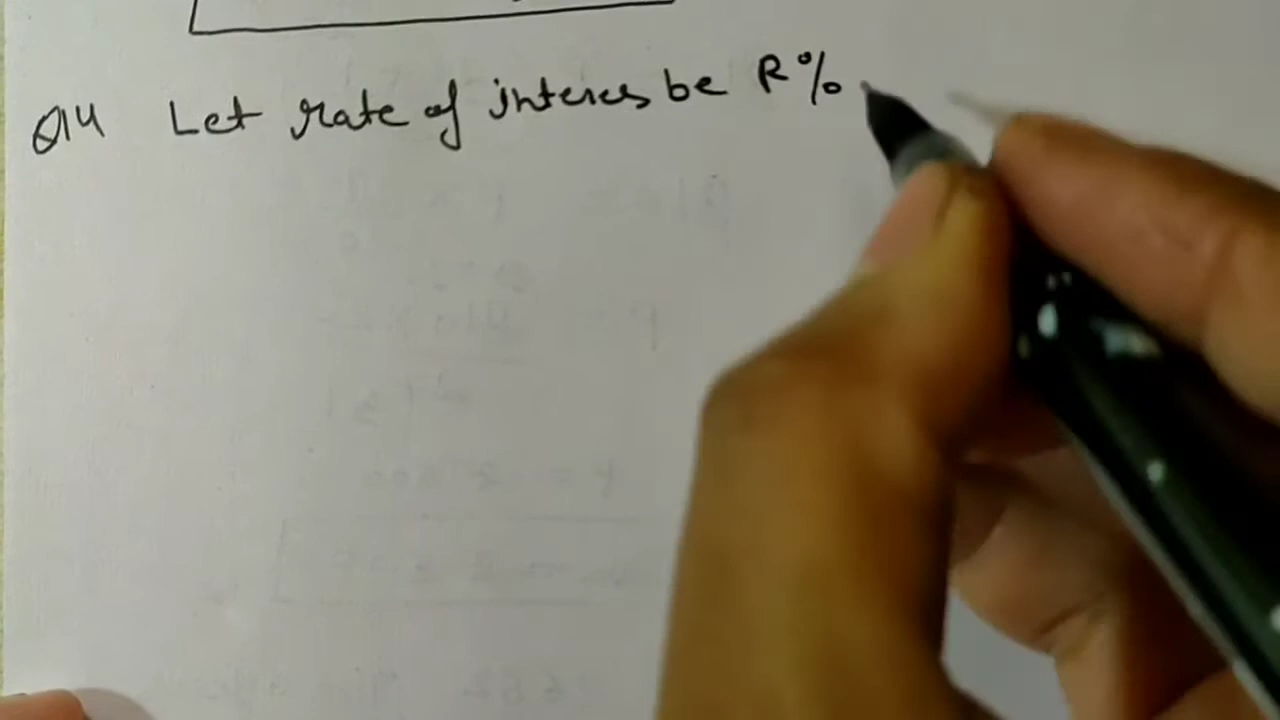 Q14 Let rate of interes be R%